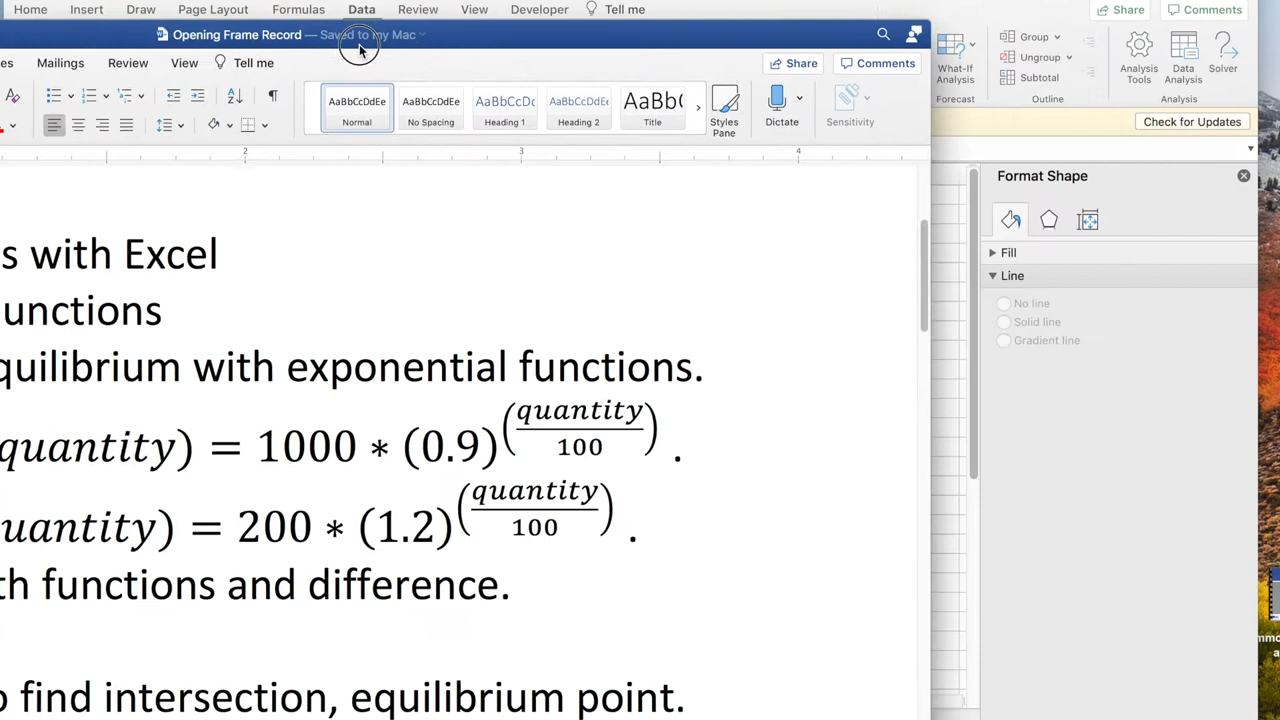 Home Insert Draw Page Layout Formulas Data Review View Developer Tell me Share Comments
Opening Frame Record — Saved to my Mac
es Mailings Review View Tell me Share Comments
AaBbCcDdEe AaBbCcDdEe AaBbCcDc AaBbCcDdEe AaBb(
Normal No Spacing Heading 1 Heading 2 Title
Styles Pane
Dictate
Sensitivity
What-If Analysis
Group
Ungroup
Subtotal
Analysis Tools
Data Analysis
Solver
Forecast Outline Analysis
Check for Updates
2 3 4
Format Shape
Fill
Line
No line
Solid line
Gradient line
s with Excel
unctions
quilibrium with exponential functions.
quantity) = 1000 * (0.9)^(quantity/100) .
uantity) = 200 * (1.2)^(quantity/100) .
th functions and difference.
o find intersection, equilibrium point.